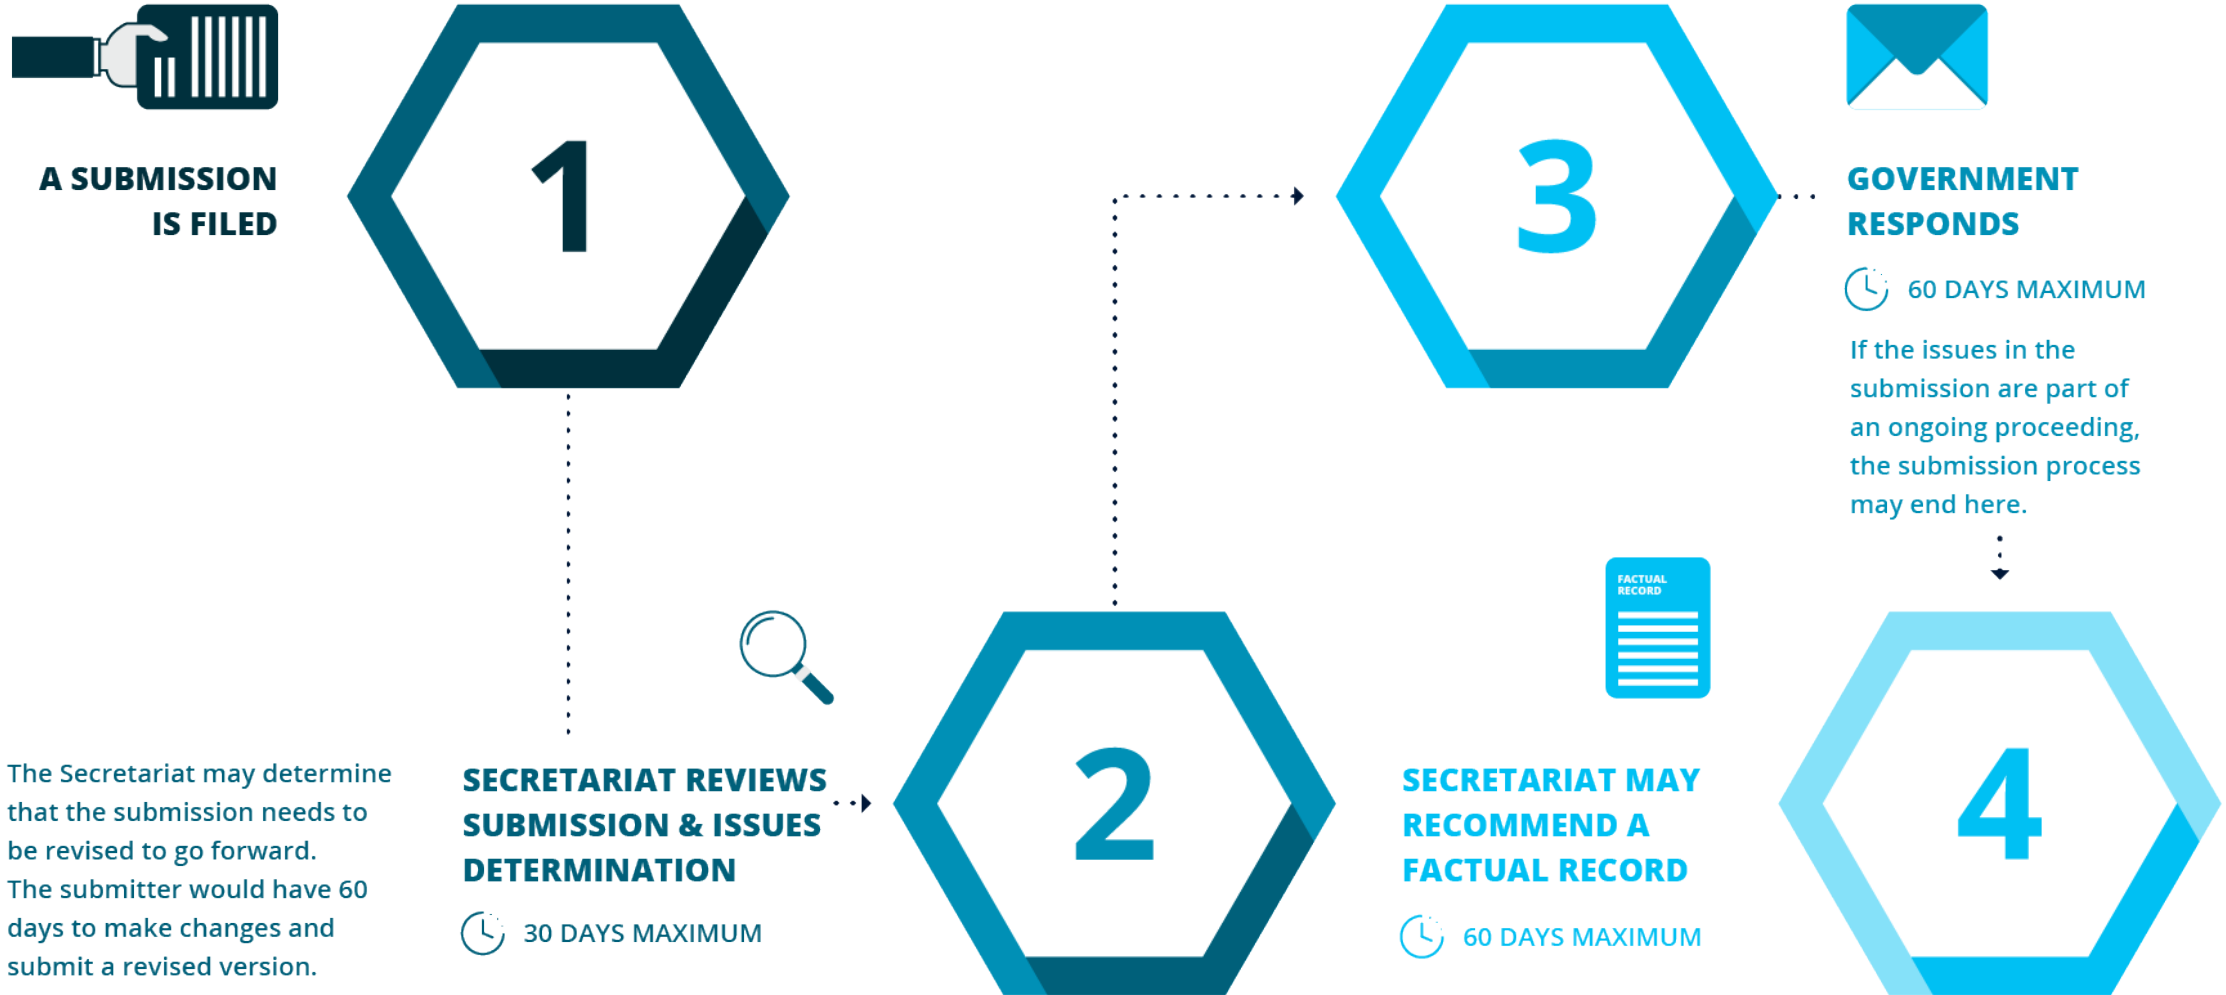 A SUBMISSION
IS FILED
1
The Secretariat may determine
that the submission needs to
be revised to go forward.
The submitter would have 60
days to make changes and
submit a revised version.
SECRETARIAT REVIEWS
SUBMISSION & ISSUES
DETERMINATION
30 DAYS MAXIMUM
2
3
GOVERNMENT
RESPONDS
60 DAYS MAXIMUM
If the issues in the
submission are part of
an ongoing proceeding,
the submission process
may end here.
FACTUAL
RECORD
SECRETARIAT MAY
RECOMMEND A
FACTUAL RECORD
60 DAYS MAXIMUM
4